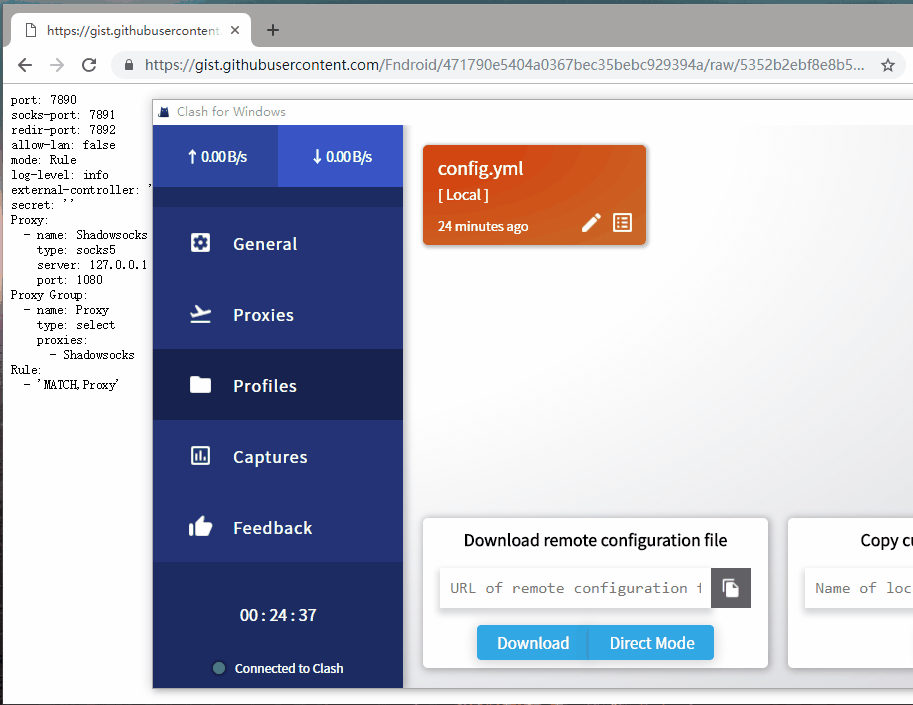 https://gist.githubusercontent.
https://gist.githubusercontent.com/Fndroid/471790e5404a0367bec35bebc929394a/raw/5352b2ebf8e8b5...
port: 7890
socks-port: 7891
redir-port: 7892
allow-lan: false
mode: Rule
log-level: info
external-controller: '
secret: ''
Proxy:
- name: Shadowsocks
type: socks5
server: 127.0.0.1
port: 1080
Proxy Group:
- name: Proxy
type: select
proxies:
- Shadowsocks
Rule:
- 'MATCH,Proxy'
Clash for Windows
↑ 0.00 B/s
↓ 0.00 B/s
General
Proxies
Profiles
Captures
Feedback
00 : 24 : 37
Connected to Clash
config.yml
[ Local ]
24 minutes ago
Download remote configuration file
URL of remote configuration f
Download
Direct Mode
Copy cu
Name of loc